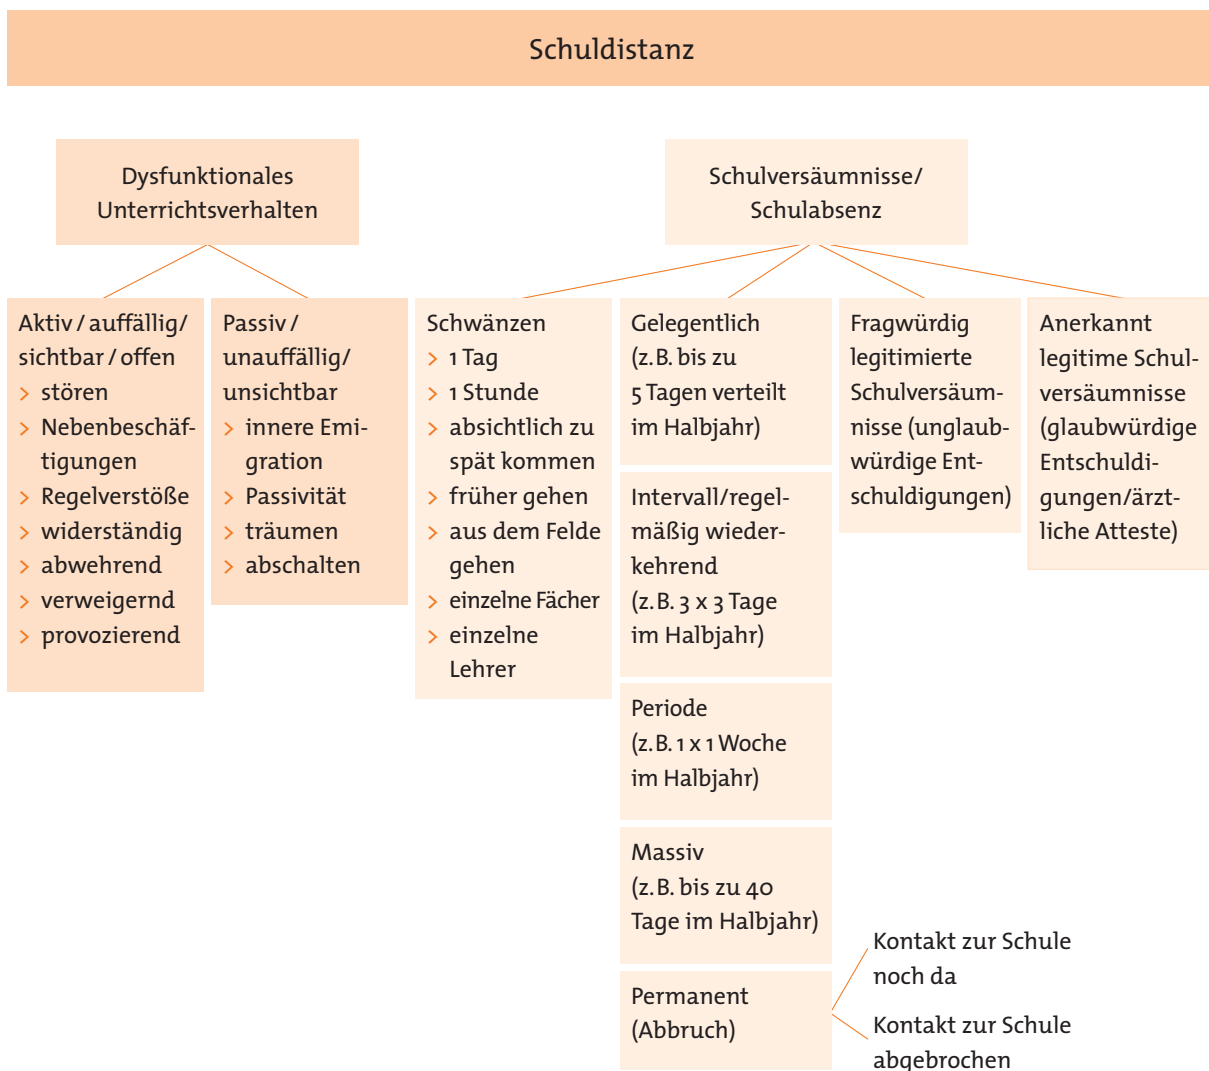 Schuldistanz
Dysfunktionales
Unterrichtsverhalten
Schulversäumnisse/
Schulabsenz
Aktiv / auffällig/
sichtbar / offen
> stören
> Nebenbeschäf-
tigungen
> Regelverstöße
> widerständig
> abwehrend
> verweigernd
> provozierend
Passiv /
unauffällig/
unsichtbar
> innere Emi-
gration
> Passivität
> träumen
> abschalten
Schwänzen
> 1 Tag
> 1 Stunde
> absichtlich zu
spät kommen
> früher gehen
> aus dem Felde
gehen
> einzelne Fächer
> einzelne
Lehrer
Gelegentlich
(z.B. bis zu
5 Tagen verteilt
im Halbjahr)
Intervall/regel-
mäßig wieder-
kehrend
(z.B. 3 x 3 Tage
im Halbjahr)
Periode
(z.B. 1 x 1 Woche
im Halbjahr)
Massiv
(z.B. bis zu 40
Tage im Halbjahr)
Permanent
(Abbruch)
Kontakt zur Schule
noch da
Kontakt zur Schule
abgebrochen
Fragwürdig
legitimierte
Schulversäum-
nisse (unglaub-
würdige Ent-
schuldigungen)
Anerkannt
legitime Schul-
versäumnisse
(glaubwürdige
Entschuldi-
gungen/ärzt-
liche Atteste)